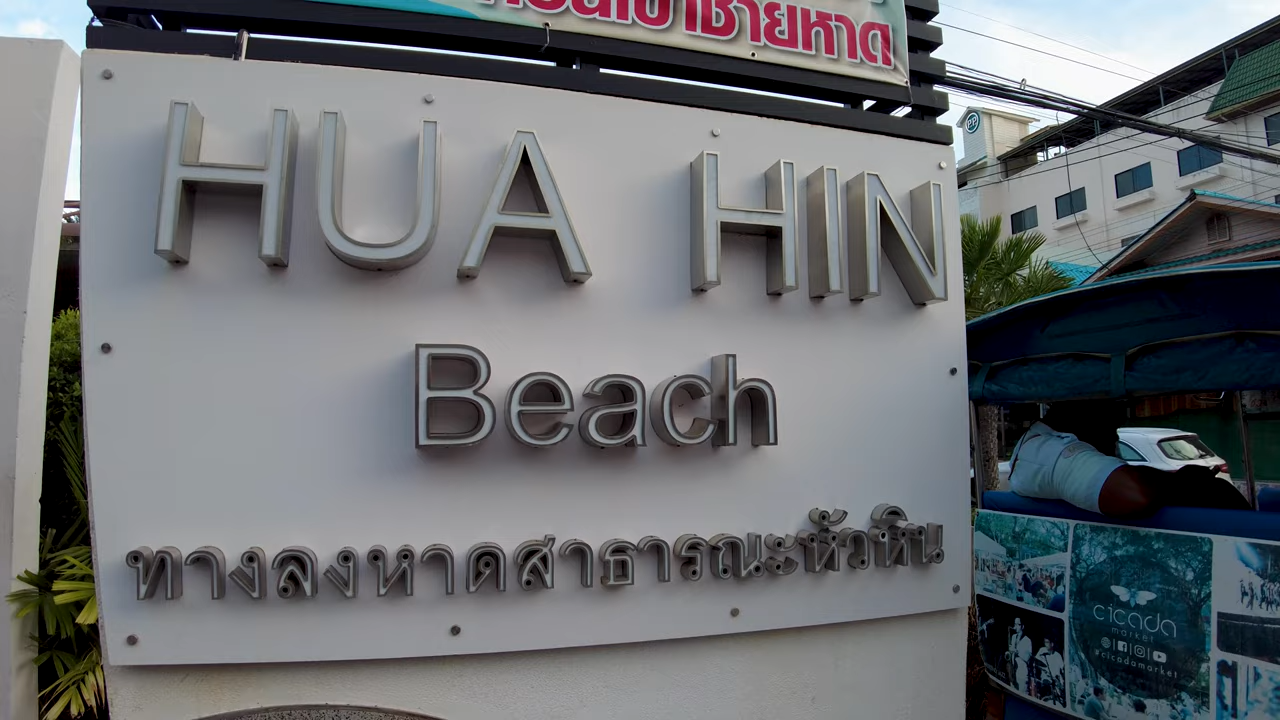 HUA HIN
Beach
ทางลงหาดสาธารณะหัวหิน
PP
cicada
market
#cicadamarket